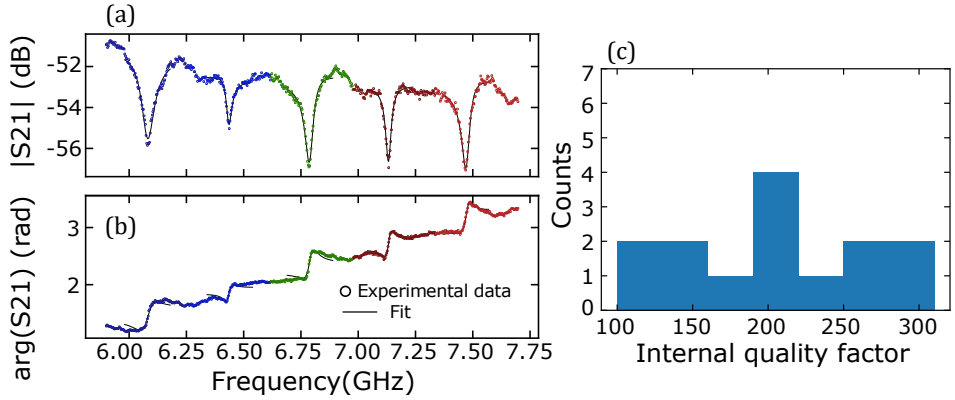 (a)
|S21| (dB)
-52
-54
-56
(b)
arg(S21) (rad)
3
2
Experimental data
Fit
6.00 6.25 6.50 6.75 7.00 7.25 7.50 7.75
Frequency(GHz)
(c)
Counts
7
6
5
4
3
2
1
0
100 150 200 250 300
Internal quality factor